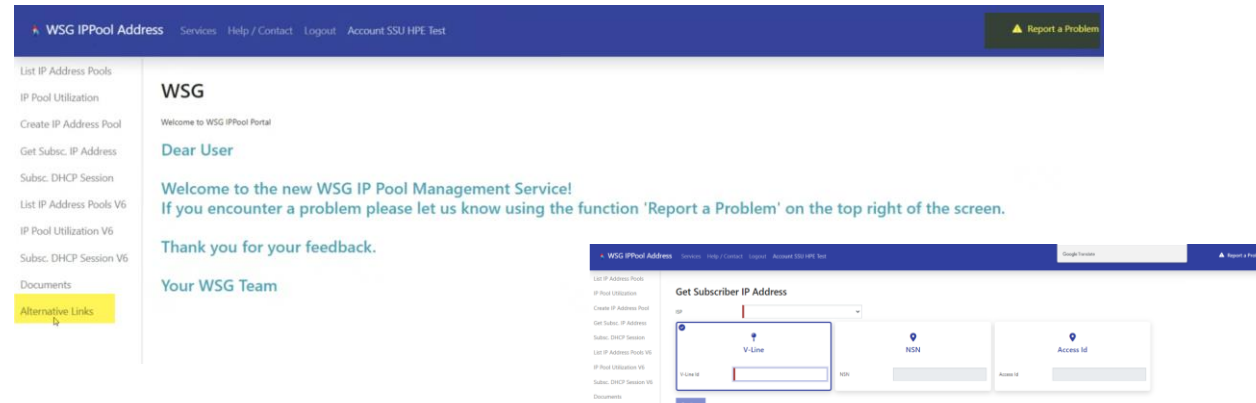 WSG IPPool Address Services Help / Contact Logout Account SSU HPE Test Report a Problem
List IP Address Pools
IP Pool Utilization
Create IP Address Pool
Get Subsc. IP Address
Subsc. DHCP Session
List IP Address Pools V6
IP Pool Utilization V6
Subsc. DHCP Session V6
Documents
Alternative Links
WSG
Welcome to WSG IPPool Portal
Dear User
Welcome to the new WSG IP Pool Management Service!
If you encounter a problem please let us know using the function 'Report a Problem' on the top right of the screen.
Thank you for your feedback.
Your WSG Team
WSG IPPool Address Services Help / Contact Logout Account SSU HPE Test Google Translate Report a
List IP Address Pools
IP Pool Utilization
Create IP Address Pool
Get Subsc. IP Address
Subsc. DHCP Session
List IP Address Pools V6
IP Pool Utilization V6
Subsc. DHCP Session V6
Documents
Get Subscriber IP Address
ISP
V-Line
NSN
Access Id
V-Line Id
NSN
Access Id